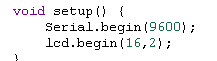 void setup() {
Serial.begin(9600);
lcd.begin(16,2);
}